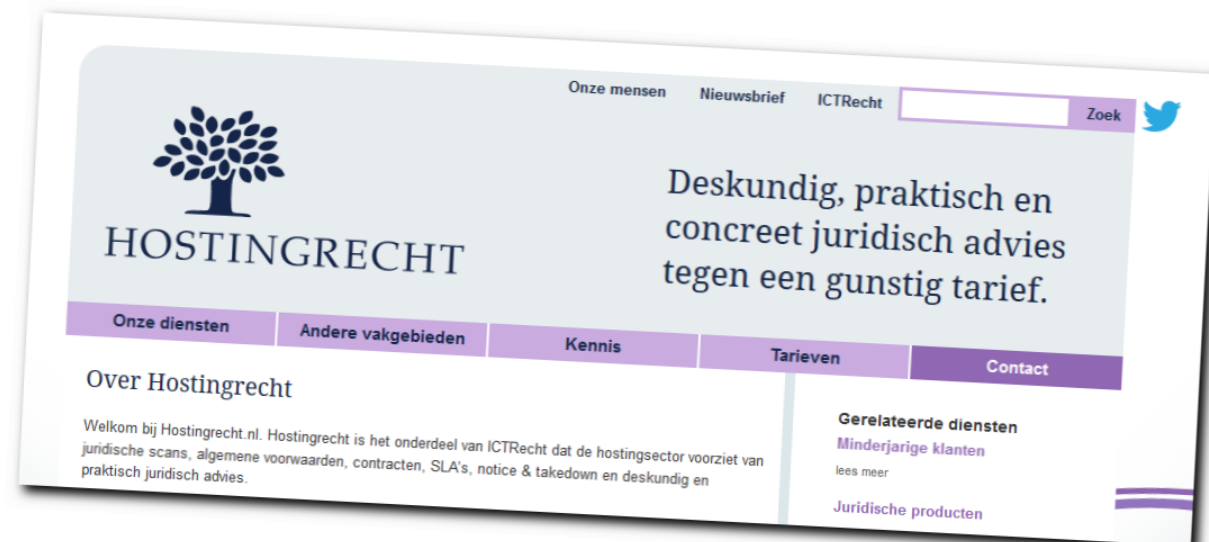 Onze mensen Nieuwsbrief ICTRecht Zoek
HOSTINGRECHT
Deskundig, praktisch en
concreet juridisch advies
tegen een gunstig tarief.
Onze diensten Andere vakgebieden Kennis Tarieven Contact
Over Hostingrecht
Welkom bij Hostingrecht.nl. Hostingrecht is het onderdeel van ICTRecht dat de hostingsector voorziet van
juridische scans, algemene voorwaarden, contracten, SLA's, notice & takedown en deskundig en
praktisch juridisch advies.
Gerelateerde diensten
Minderjarige klanten
lees meer
Juridische producten